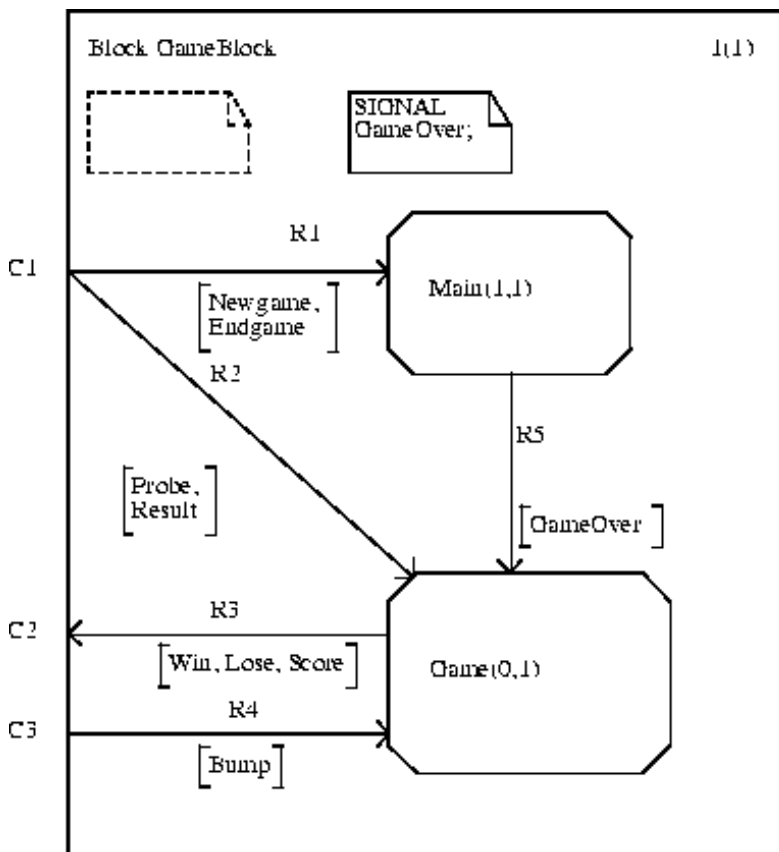 Block GameBlock
1(1)
SIGNAL
GameOver;
R1
C1
Main(1,1)
[Newgame,
Endgame]
R2
R5
[Probe,
Result]
[GameOver]
R3
C2
[Win, Lose, Score]
Game(0,1)
R4
C3
[Bump]